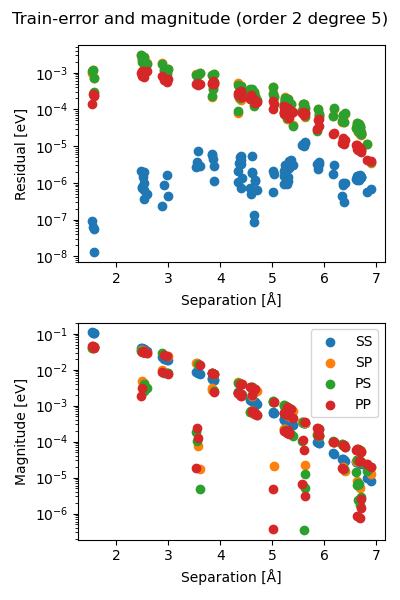 Train-error and magnitude (order 2 degree 5)
10⁻³
10⁻⁴
10⁻⁵
10⁻⁶
10⁻⁷
10⁻⁸
Residual [eV]
2 3 4 5 6 7
Separation [Å]
10⁻¹
10⁻²
10⁻³
10⁻⁴
10⁻⁵
10⁻⁶
Magnitude [eV]
SS
SP
PS
PP
2 3 4 5 6 7
Separation [Å]